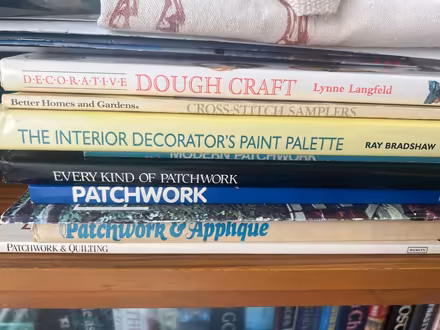 DECORATIVE DOUGH CRAFT Lynne Langfeld
Better Homes and Gardens® CROSS-STITCH SAMPLERS
THE INTERIOR DECORATOR'S PAINT PALETTE RAY BRADSHAW
MODERN PATCHWORK
EVERY KIND OF PATCHWORK
PATCHWORK
Patchwork & Appliqué
PATCHWORK & QUILTING